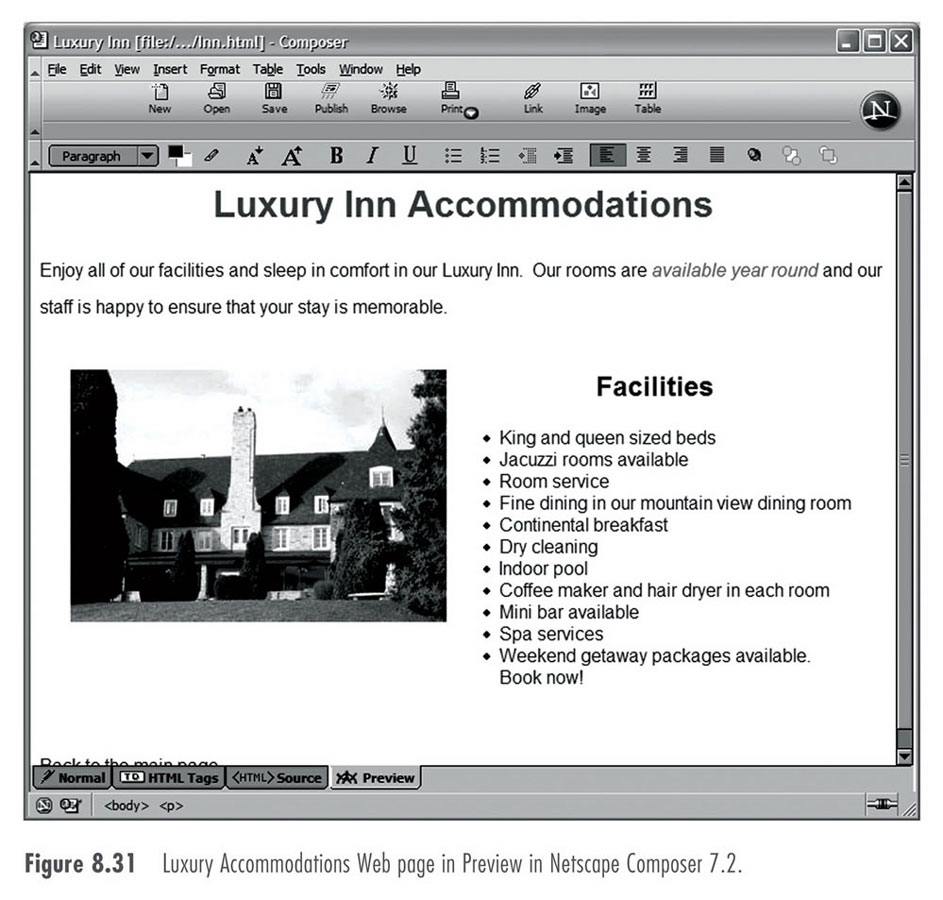 Luxury Inn [file:/.../Inn.html] - Composer
File Edit View Insert Format Table Tools Window Help
New Open Save Publish Browse Print Link Image Table
N
Paragraph A A B I U
Luxury Inn Accommodations
Enjoy all of our facilities and sleep in comfort in our Luxury Inn. Our rooms are available year round and our
staff is happy to ensure that your stay is memorable.
Facilities
King and queen sized beds
Jacuzzi rooms available
Room service
Fine dining in our mountain view dining room
Continental breakfast
Dry cleaning
Indoor pool
Coffee maker and hair dryer in each room
Mini bar available
Spa services
Weekend getaway packages available.
Book now!
Back to the main page
Normal TD HTML Tags <HTML> Source Preview
<body> <p>
Figure 8.31 Luxury Accommodations Web page in Preview in Netscape Composer 7.2.